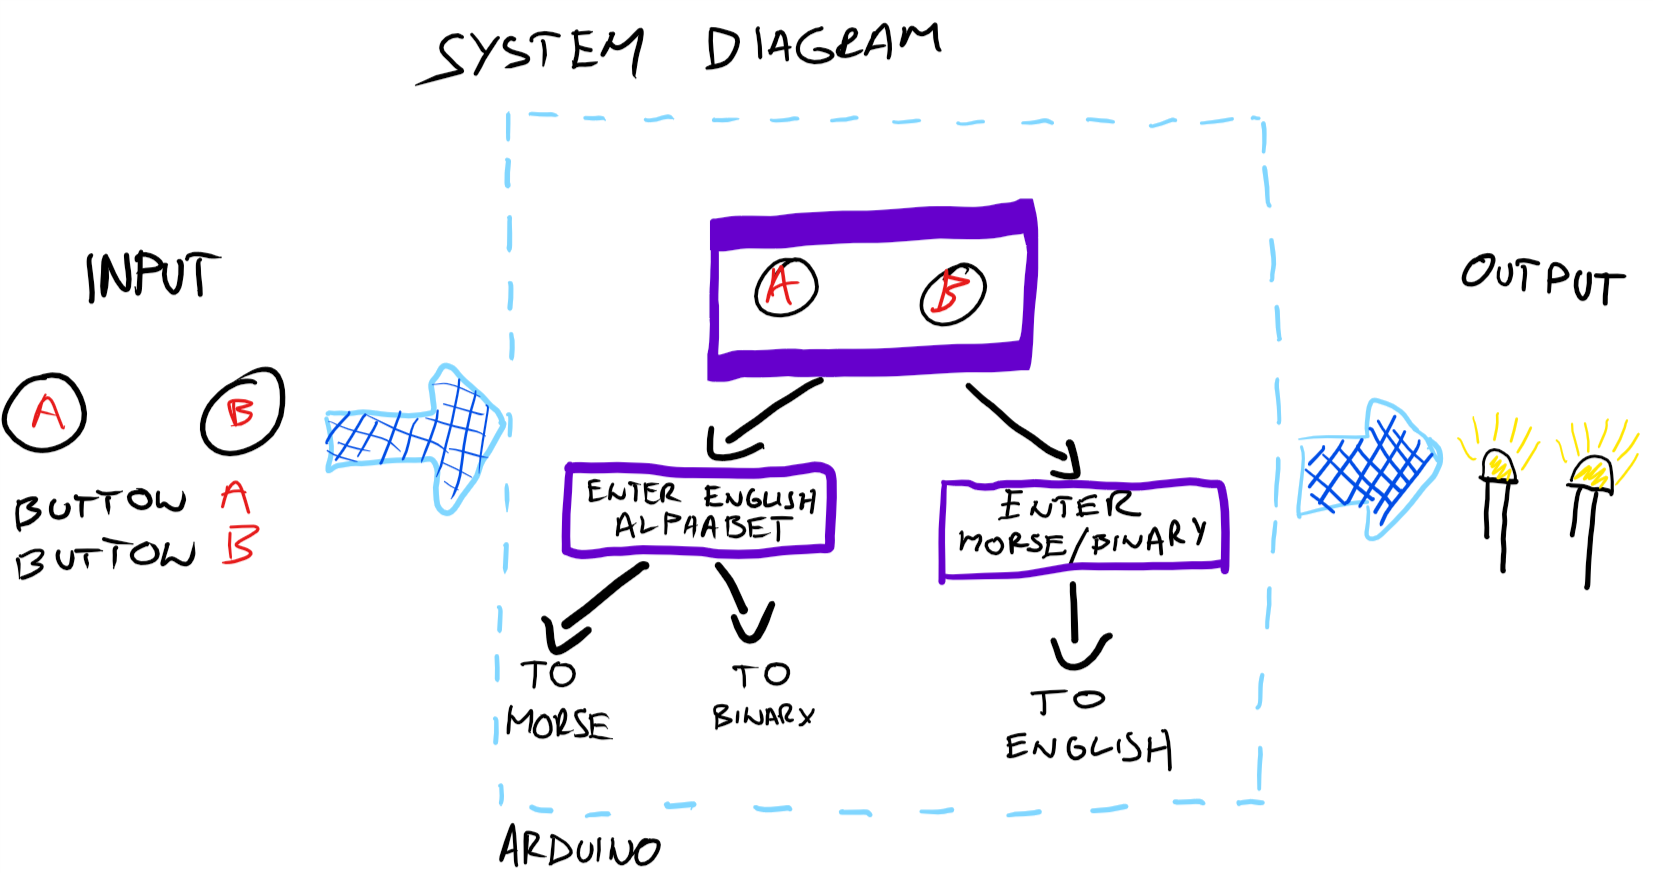 SYSTEM DIAGRAM
INPUT
A B
BUTTON A
BUTTON B
A B
ENTER ENGLISH
ALPHABET
ENTER
MORSE/BINARY
TO
MORSE
TO
BINARY
TO
ENGLISH
ARDUINO
OUTPUT